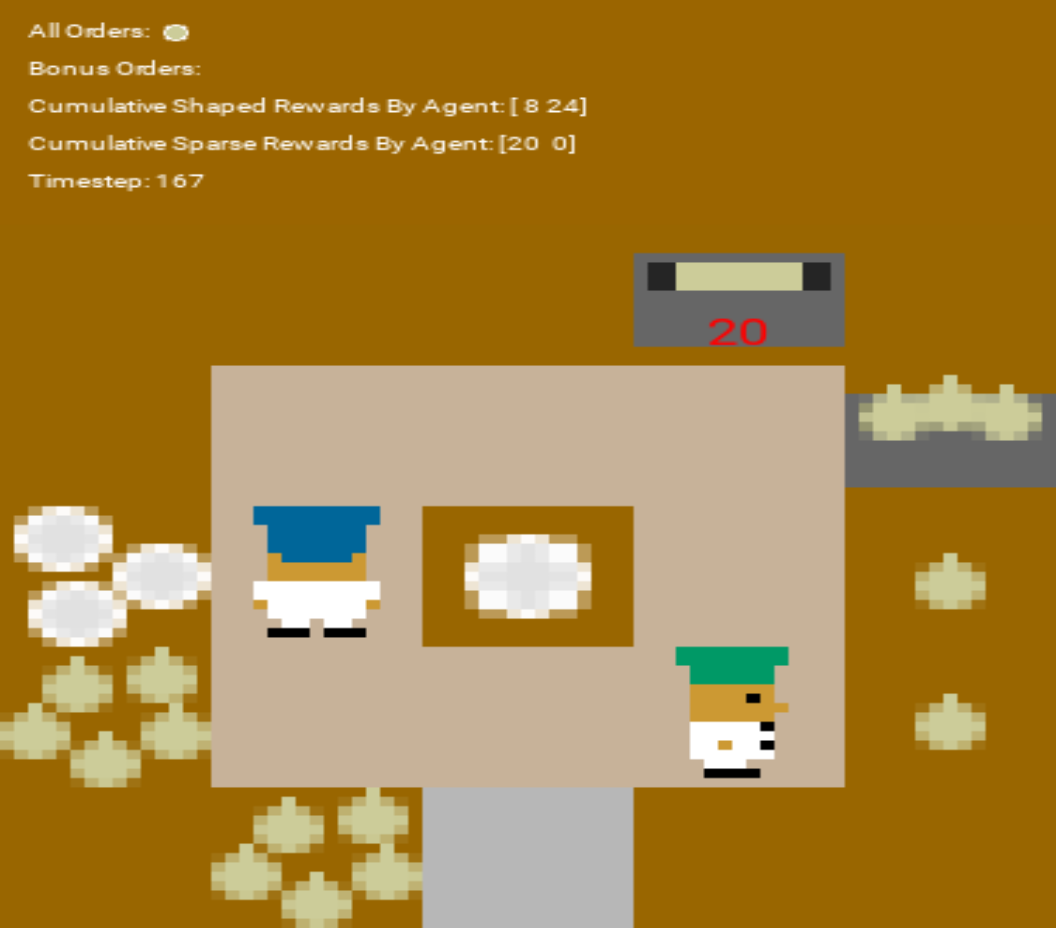 All Orders:
Bonus Orders:
Cumulative Shaped Rewards By Agent: [ 8 24]
Cumulative Sparse Rewards By Agent: [20  0]
Timestep: 167
20